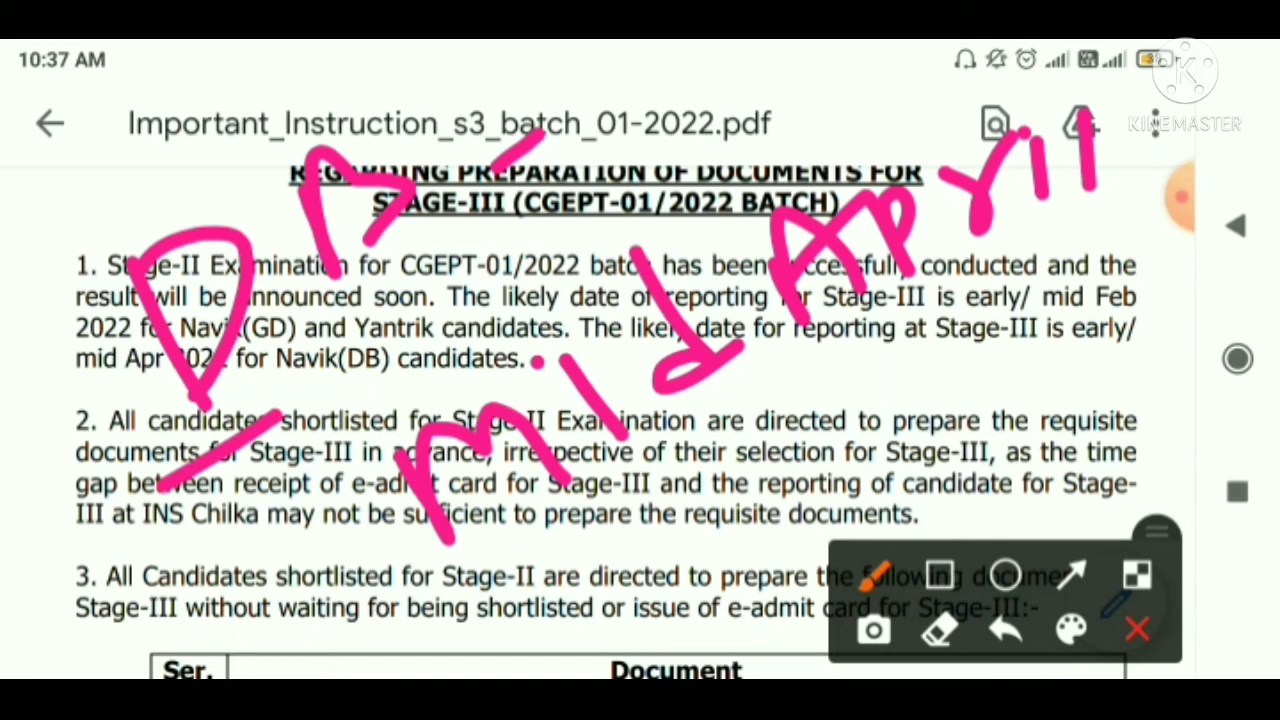 10:37 AM
KINEMASTER
Important_Instruction_s3_batch_01-2022.pdf
REGARDING PREPARATION OF DOCUMENTS FOR
STAGE-III (CGEPT-01/2022 BATCH)
1. Stage-II Examination for CGEPT-01/2022 batch has been successfully conducted and the
result will be announced soon. The likely date of reporting for Stage-III is early/ mid Feb
2022 for Navik(GD) and Yantrik candidates. The likely date for reporting at Stage-III is early/
mid Apr 2022 for Navik(DB) candidates.
mid April
2. All candidates shortlisted for Stage-II Examination are directed to prepare the requisite
documents for Stage-III in advance, irrespective of their selection for Stage-III, as the time
gap between receipt of e-admit card for Stage-III and the reporting of candidate for Stage-
III at INS Chilka may not be sufficient to prepare the requisite documents.
3. All Candidates shortlisted for Stage-II are directed to prepare the following
Stage-III without waiting for being shortlisted or issue of e-admit card for Stage-III:-
Ser. Document